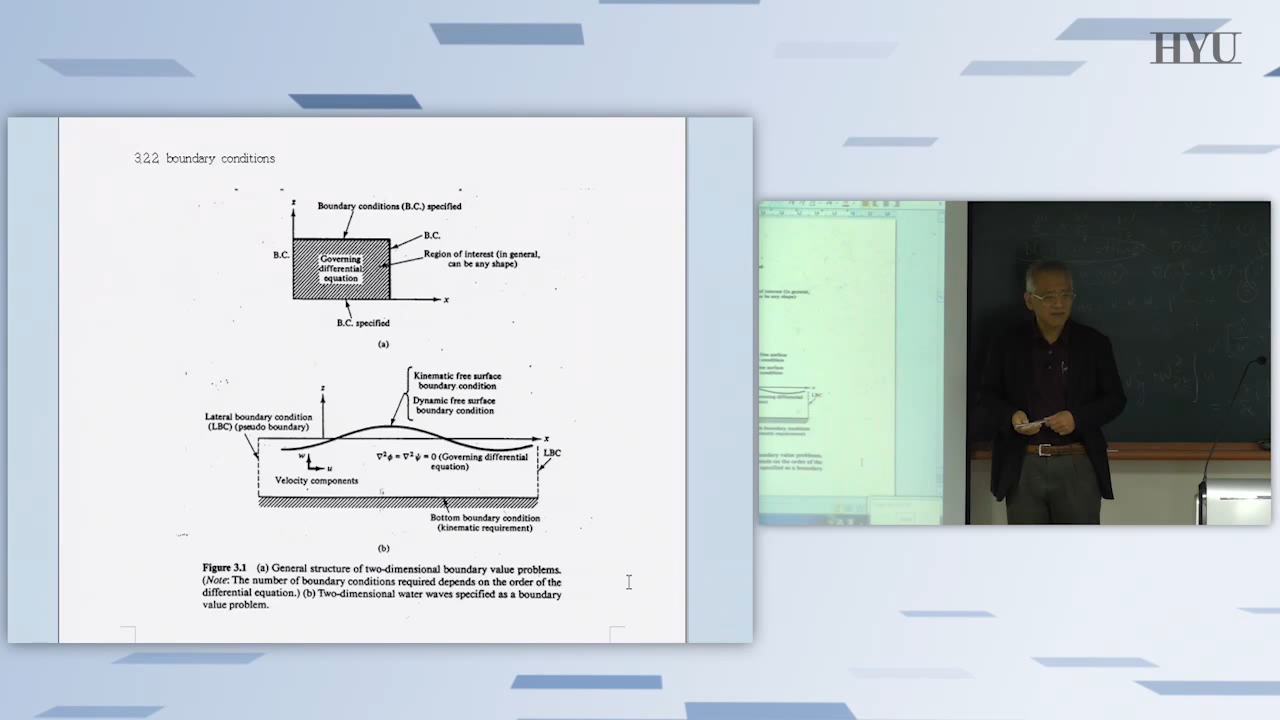 HYU
3.2.2 boundary conditions
z
Boundary conditions (B.C.) specified
B.C.
B.C.
Region of interest (in general,
can be any shape)
Governing
differential
equation
x
B.C. specified
(a)
Kinematic free surface
boundary condition
Dynamic free surface
boundary condition
z
Lateral boundary condition
(LBC) (pseudo boundary)
x
LBC
w
u
∇²ϕ = ∇²ψ = 0 (Governing differential
equation)
Velocity components
Bottom boundary condition
(kinematic requirement)
(b)
Figure 3.1 (a) General structure of two-dimensional boundary value problems.
(Note: The number of boundary conditions required depends on the order of the
differential equation.) (b) Two-dimensional water waves specified as a boundary
value problem.
LBC